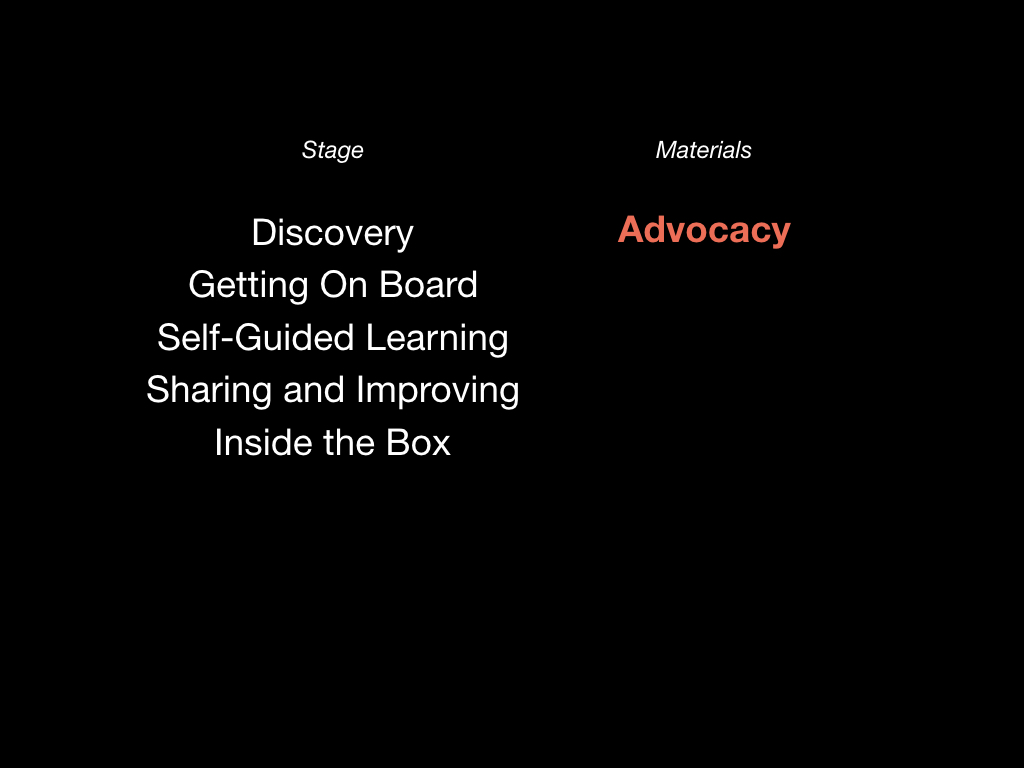 Stage
Materials
Discovery
Advocacy
Getting On Board
Self-Guided Learning
Sharing and Improving
Inside the Box